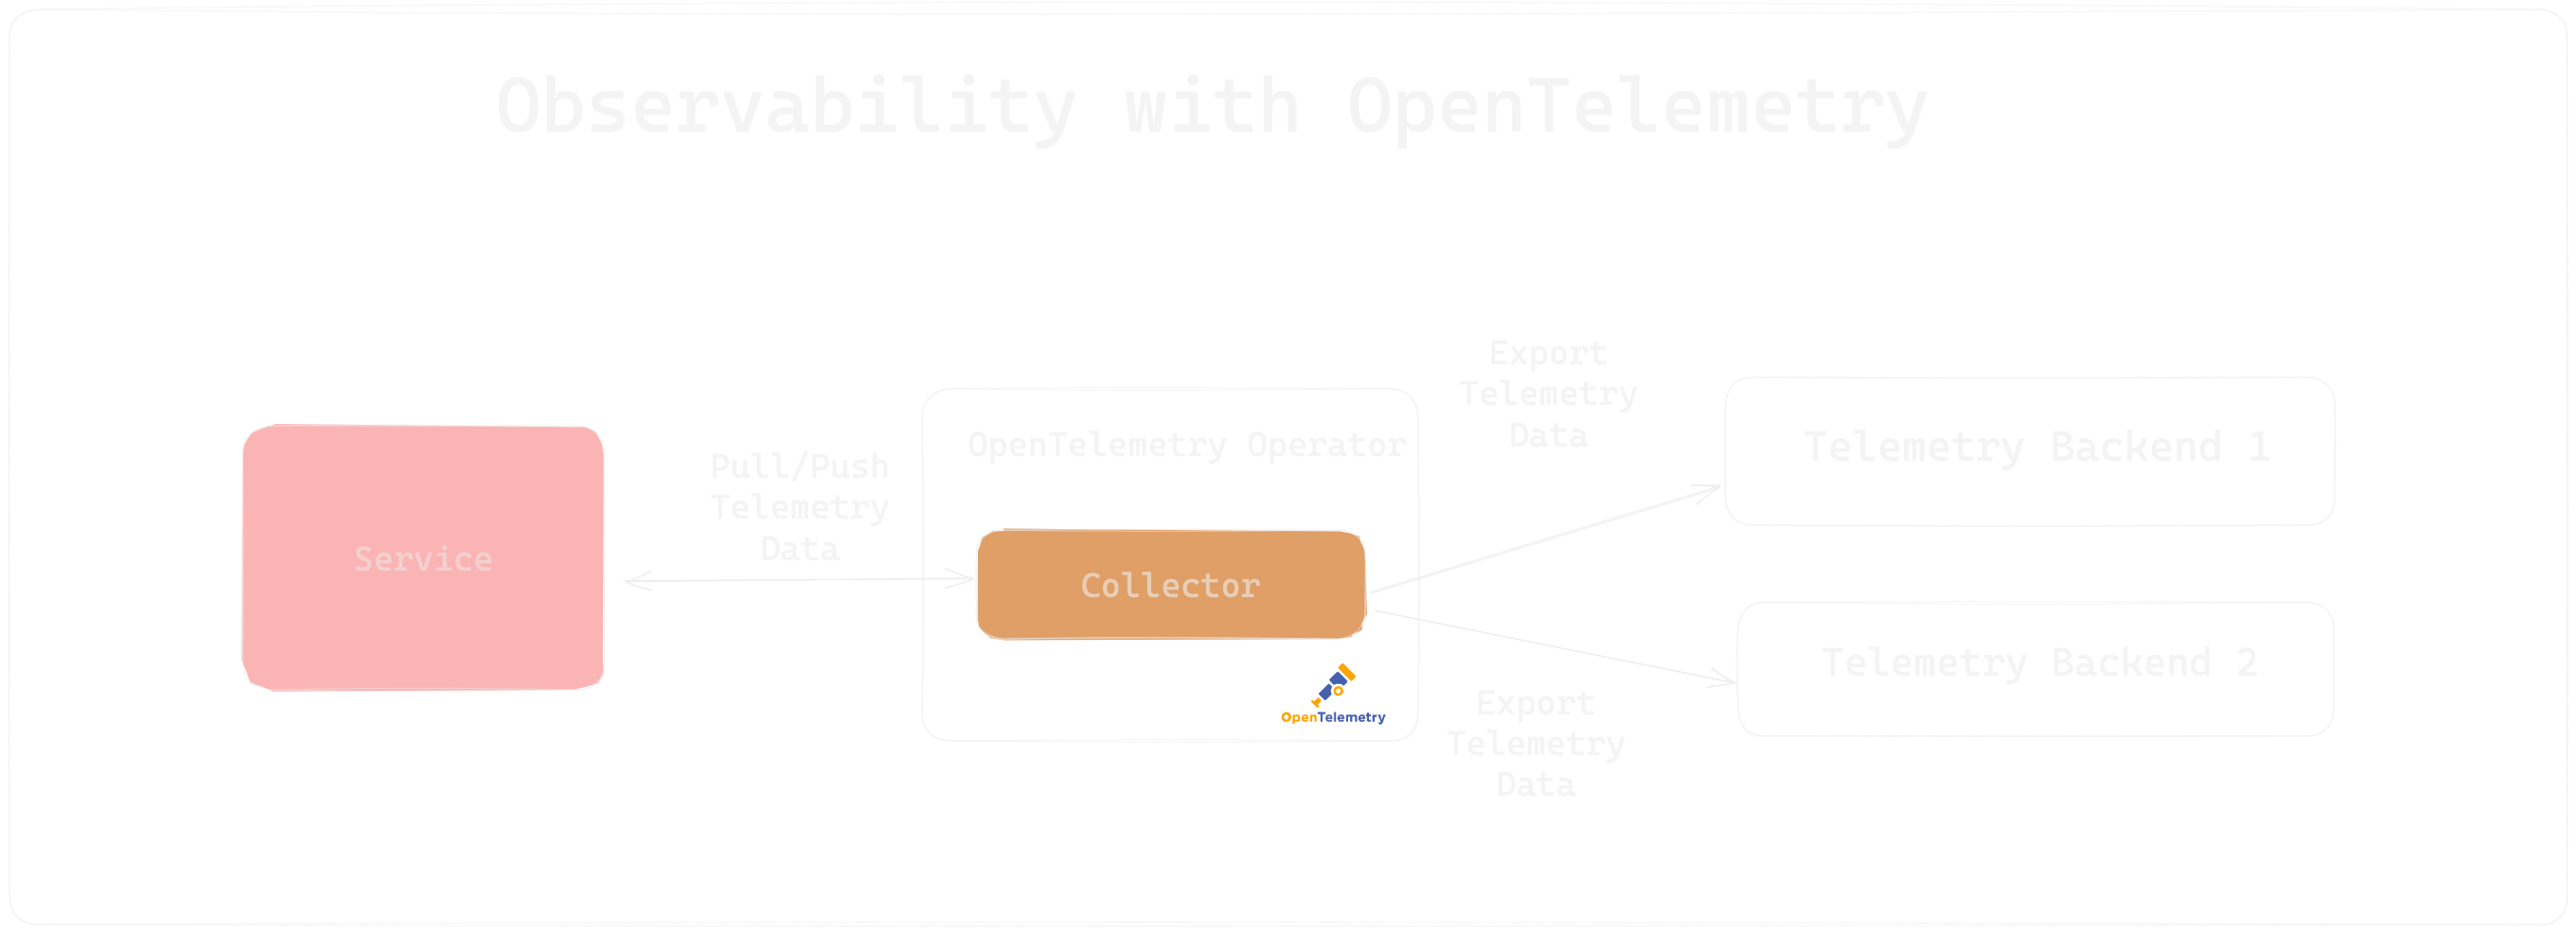 Observability with OpenTelemetry
Service
Pull/Push
Telemetry
Data
OpenTelemetry Operator
Collector
OpenTelemetry
Export
Telemetry
Data
Telemetry Backend 1
Telemetry Backend 2
Export
Telemetry
Data